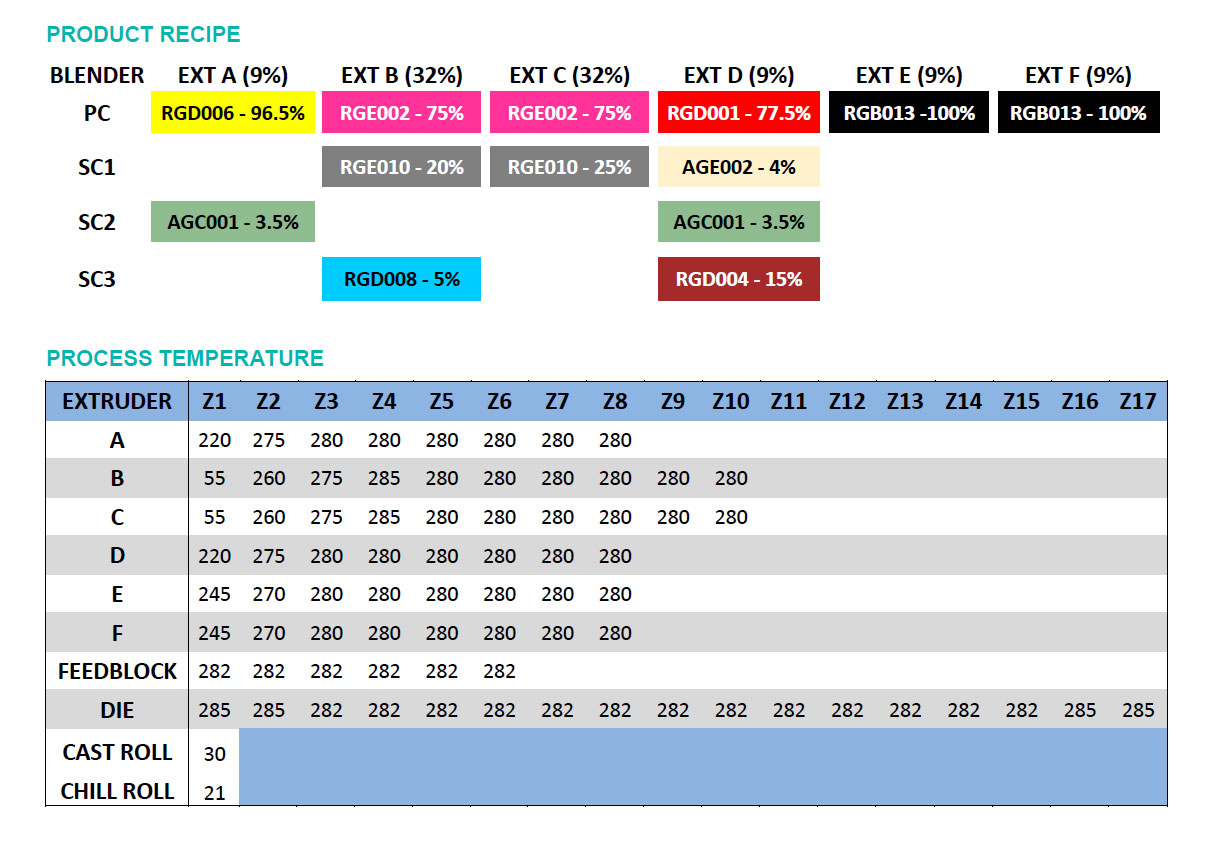 PRODUCT RECIPE
BLENDER EXT A (9%) EXT B (32%) EXT C (32%) EXT D (9%) EXT E (9%) EXT F (9%)
PC RGD006 - 96.5% RGE002 - 75% RGE002 - 75% RGD001 - 77.5% RGB013 -100% RGB013 - 100%
SC1 RGE010 - 20% RGE010 - 25% AGE002 - 4%
SC2 AGC001 - 3.5% AGC001 - 3.5%
SC3 RGD008 - 5% RGD004 - 15%
PROCESS TEMPERATURE
EXTRUDER Z1 Z2 Z3 Z4 Z5 Z6 Z7 Z8 Z9 Z10 Z11 Z12 Z13 Z14 Z15 Z16 Z17
A 220 275 280 280 280 280 280 280
B 55 260 275 285 280 280 280 280 280 280
C 55 260 275 285 280 280 280 280 280 280
D 220 275 280 280 280 280 280 280
E 245 270 280 280 280 280 280 280
F 245 270 280 280 280 280 280 280
FEEDBLOCK 282 282 282 282 282 282
DIE 285 285 282 282 282 282 282 282 282 282 282 282 282 282 282 285 285
CAST ROLL 30
CHILL ROLL 21